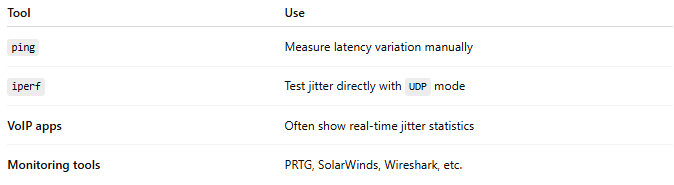 Tool Use
ping Measure latency variation manually
iperf Test jitter directly with UDP mode
VoIP apps Often show real-time jitter statistics
Monitoring tools PRTG, SolarWinds, Wireshark, etc.